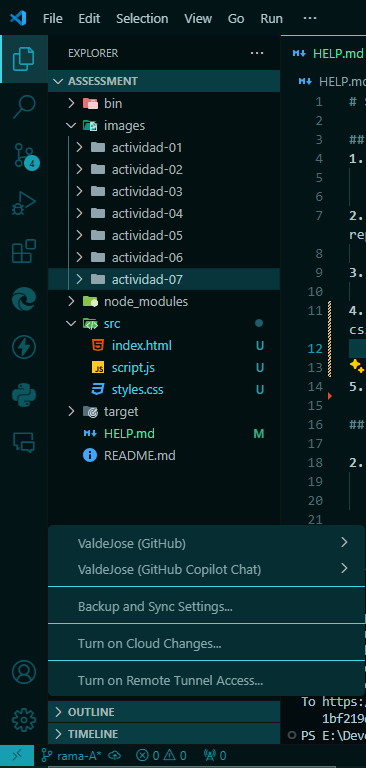 File Edit Selection View Go Run ...
EXPLORER ...
HELP.md
ASSESSMENT
HELP.md
bin
1 # S
images
2
actividad-01
3 ##
actividad-02
4 1.
5
actividad-03
6
actividad-04
7 2.
rep
actividad-05
8
actividad-06
9 3.
actividad-07
10
node_modules
11 4.
src
css
index.html U
12
script.js U
13
styles.css U
14 5.
target
15
HELP.md M
16 ##
README.md
17
18 2.
19
20
21
4
ValdeJose (GitHub)
ValdeJose (GitHub Copilot Chat)
Backup and Sync Settings...
Turn on Cloud Changes...
Turn on Remote Tunnel Access...
To https:/
OUTLINE
1bf219
TIMELINE
PS E:\Deve
rama-A* 0 0 0